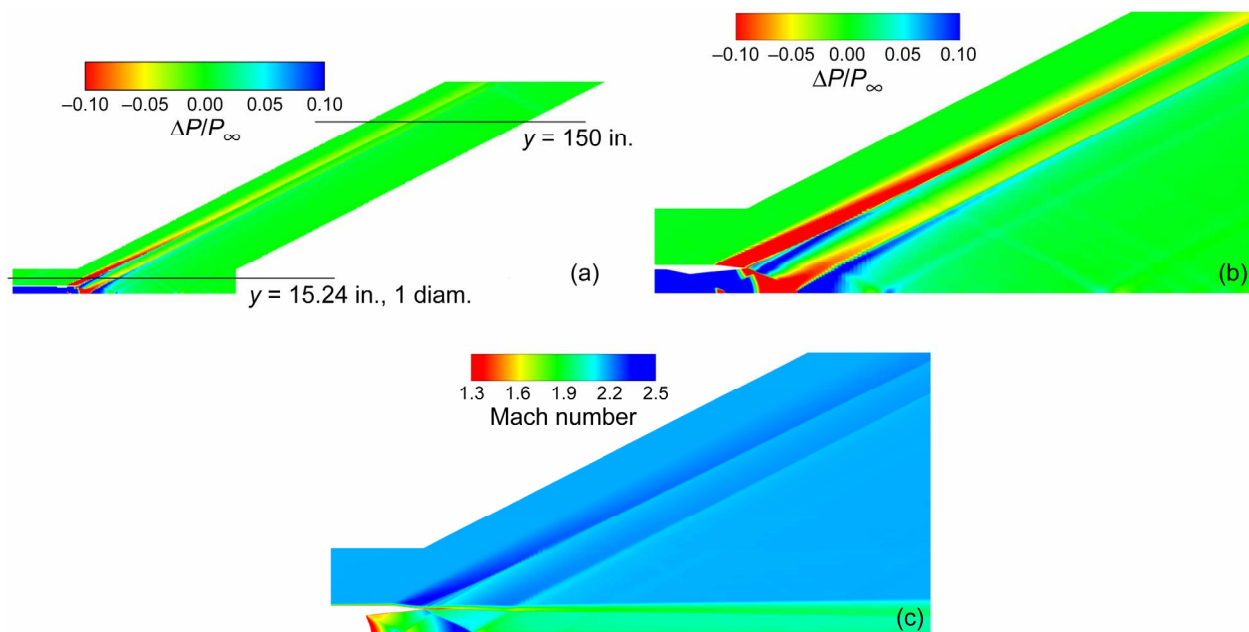 –0.10 –0.05 0.00 0.05 0.10
ΔP/P∞
y = 150 in.
(a)
y = 15.24 in., 1 diam.
–0.10 –0.05 0.00 0.05 0.10
ΔP/P∞
(b)
1.3 1.6 1.9 2.2 2.5
Mach number
(c)